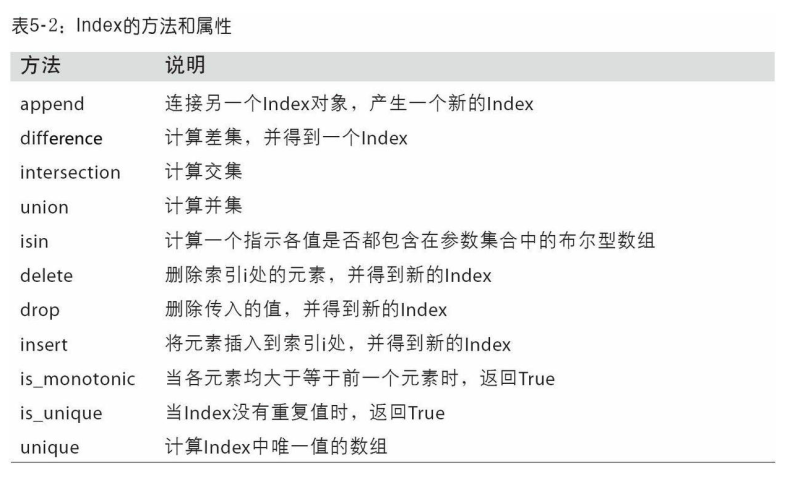 表5-2：Index的方法和属性
方法 说明
append 连接另一个Index对象，产生一个新的Index
difference 计算差集，并得到一个Index
intersection 计算交集
union 计算并集
isin 计算一个指示各值是否都包含在参数集合中的布尔型数组
delete 删除索引i处的元素，并得到新的Index
drop 删除传入的值，并得到新的Index
insert 将元素插入到索引i处，并得到新的Index
is_monotonic 当各元素均大于等于前一个元素时，返回True
is_unique 当Index没有重复值时，返回True
unique 计算Index中唯一值的数组